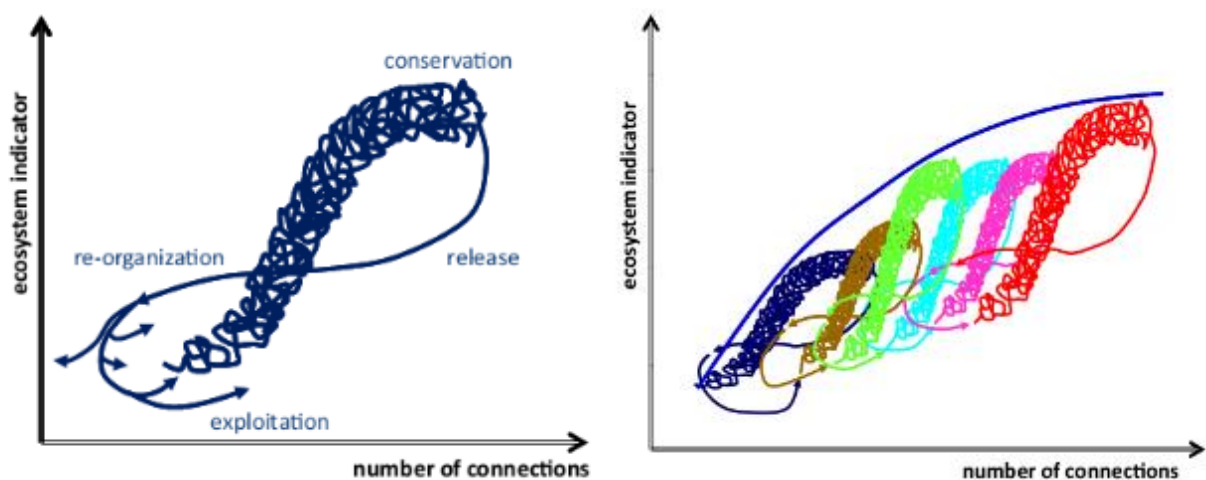 conservation
ecosystem indicator
re-organization
release
exploitation
number of connections
ecosystem indicator
number of connections